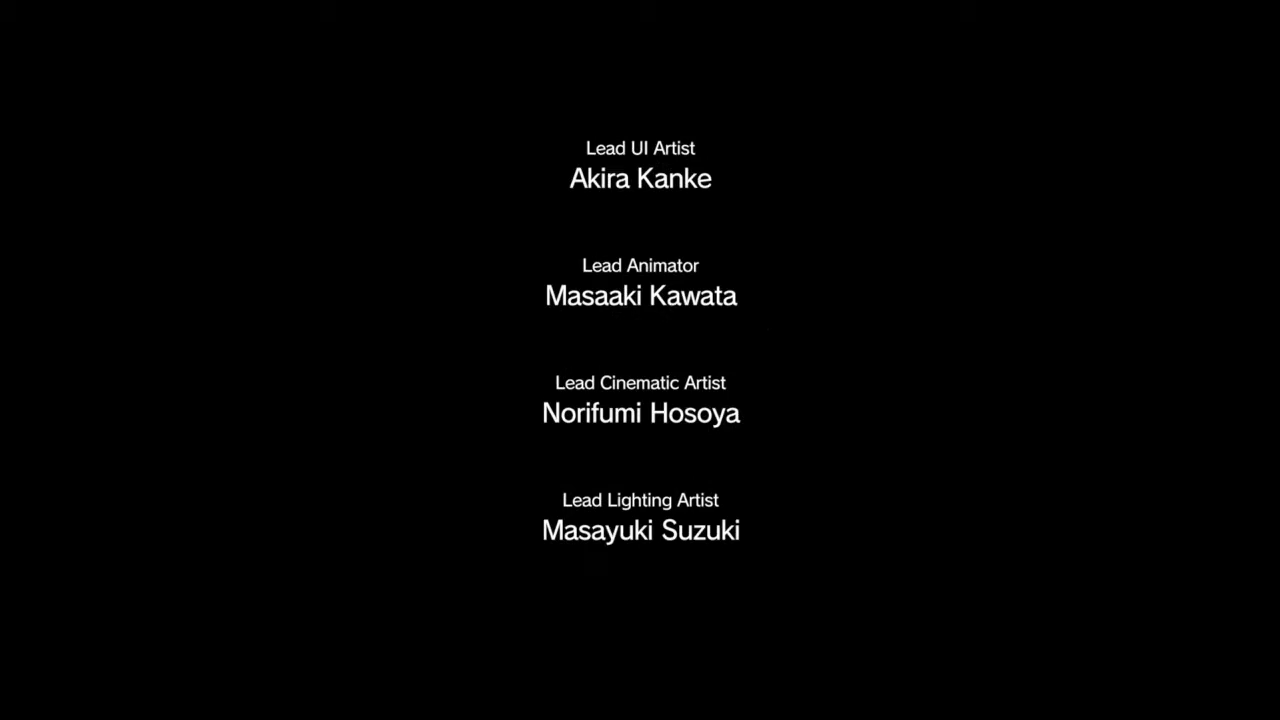 Lead UI Artist
Akira Kanke
Lead Animator
Masaaki Kawata
Lead Cinematic Artist
Norifumi Hosoya
Lead Lighting Artist
Masayuki Suzuki